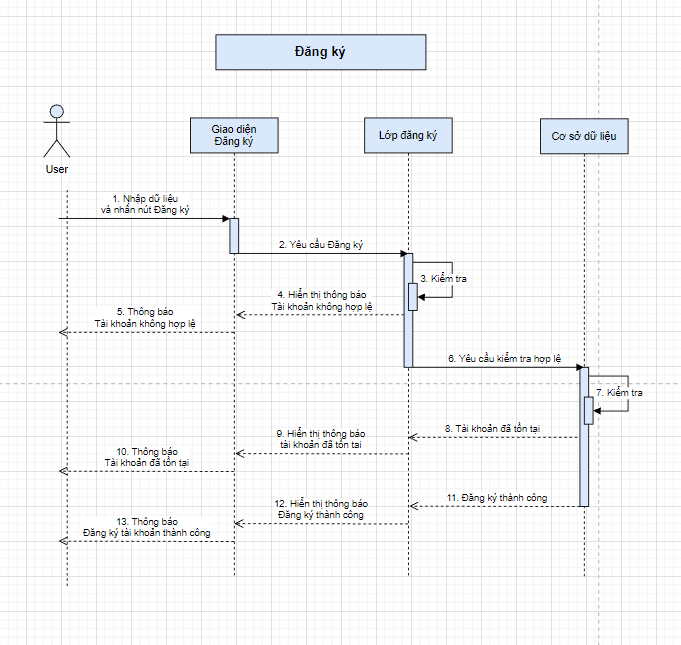 Đăng ký
Giao diện
Đăng ký
Lớp đăng ký
Cơ sở dữ liệu
User
1. Nhập dữ liệu
và nhấn nút Đăng ký
2. Yêu cầu Đăng ký
3. Kiểm tra
4. Hiển thị thông báo
Tài khoản không hợp lệ
5. Thông báo
Tài khoản không hợp lệ
6. Yêu cầu kiểm tra hợp lệ
7. Kiểm tra
8. Tài khoản đã tồn tại
9. Hiển thị thông báo
tài khoản đã tồn tại
10. Thông báo
Tài khoản đã tồn tại
11. Đăng ký thành công
12. Hiển thị thông báo
Đăng ký thành công
13. Thông báo
Đăng ký tài khoản thành công